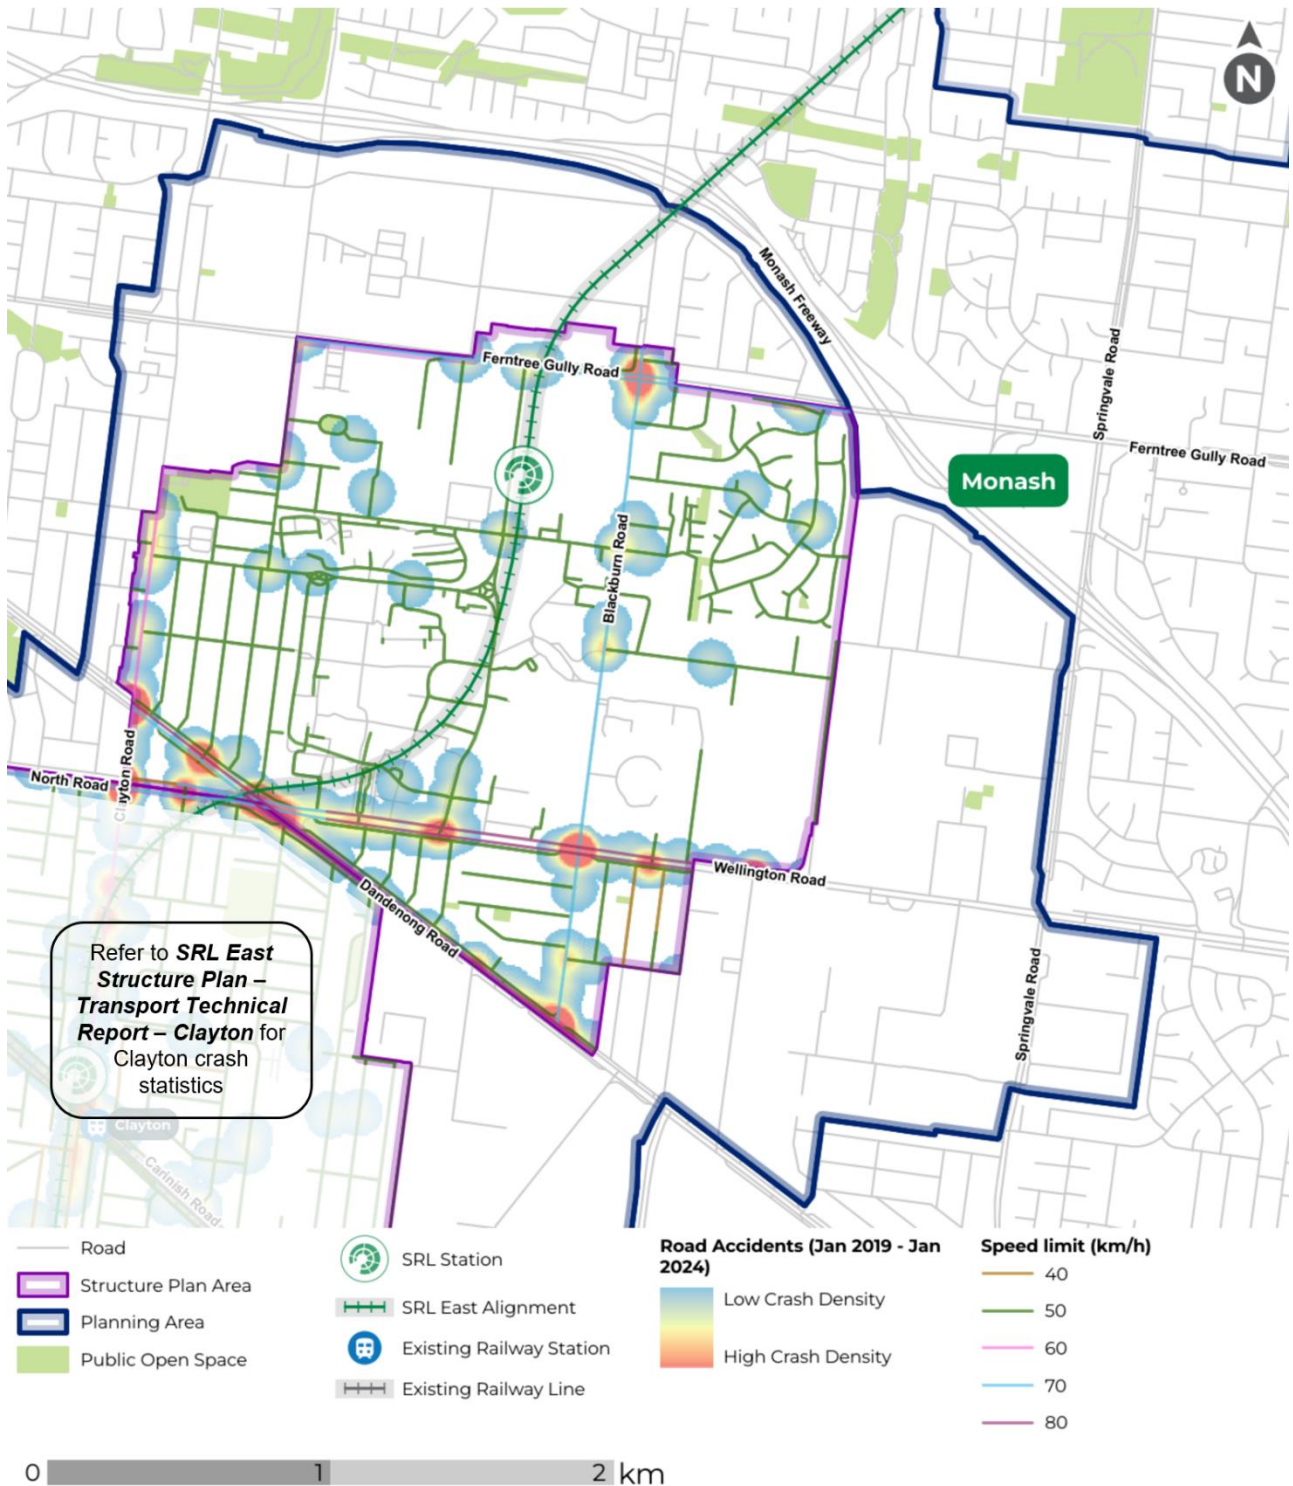 N
Monash Freeway
Springvale Road
Ferntree Gully Road
Ferntree Gully Road
Monash
Blackburn Road
Clayton Road
North Road
Wellington Road
Dandenong Road
Refer to SRL East
Structure Plan –
Transport Technical
Report – Clayton for
Clayton crash
statistics
Springvale Road
Clayton
Carinish Road
Road
Structure Plan Area
Planning Area
Public Open Space
SRL Station
SRL East Alignment
Existing Railway Station
Existing Railway Line
Road Accidents (Jan 2019 - Jan
2024)
Low Crash Density
High Crash Density
Speed limit (km/h)
40
50
60
70
80
0 1 2 km